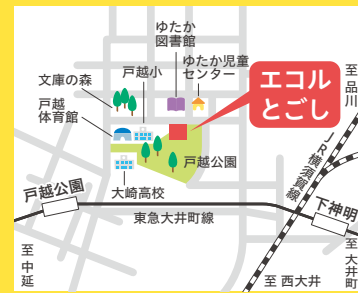 ゆたか
図書館
ゆたか児童
センター
エコル
とごし
至品川
文庫の森
戸越小
戸越
体育館
JR横須賀線
戸越公園
大崎高校
戸越公園
東急大井町線
下神明
至中延
至 西大井
至大井町